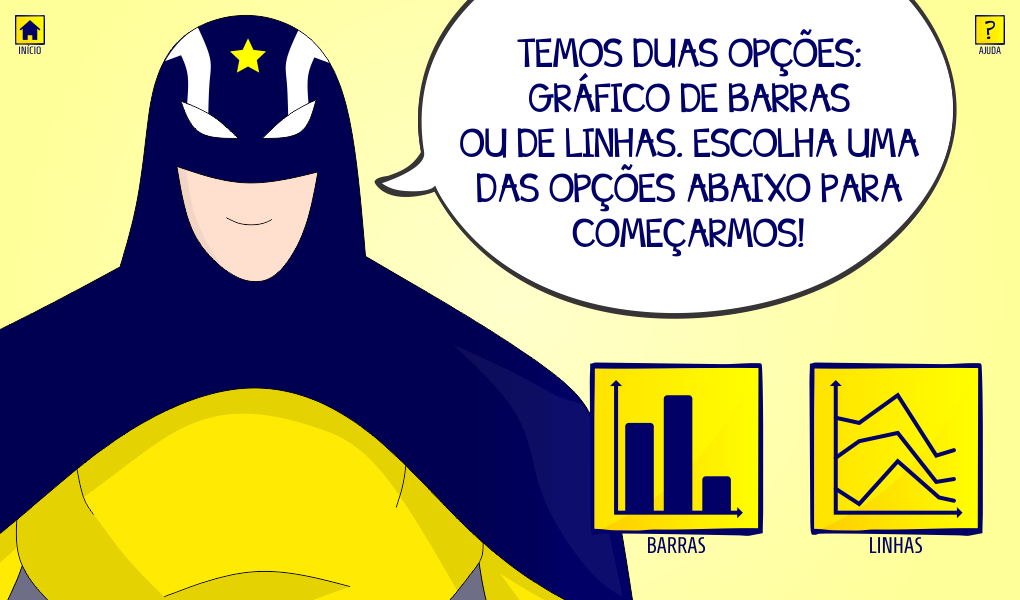 INÍCIO
?
AJUDA
TEMOS DUAS OPÇÕES:
GRÁFICO DE BARRAS
OU DE LINHAS. ESCOLHA UMA
DAS OPÇÕES ABAIXO PARA
COMEÇARMOS!
BARRAS
LINHAS